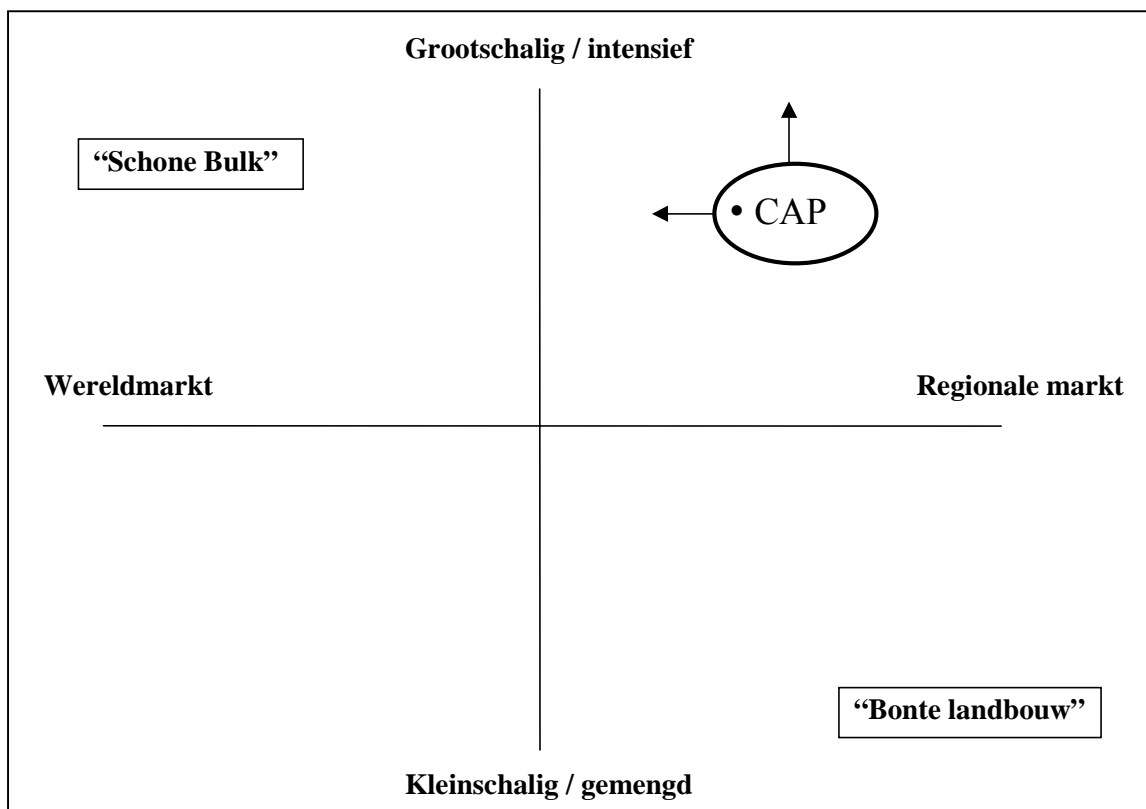 Grootschalig / intensief
“Schone Bulk”
• CAP
Wereldmarkt
Regionale markt
“Bonte landbouw”
Kleinschalig / gemengd